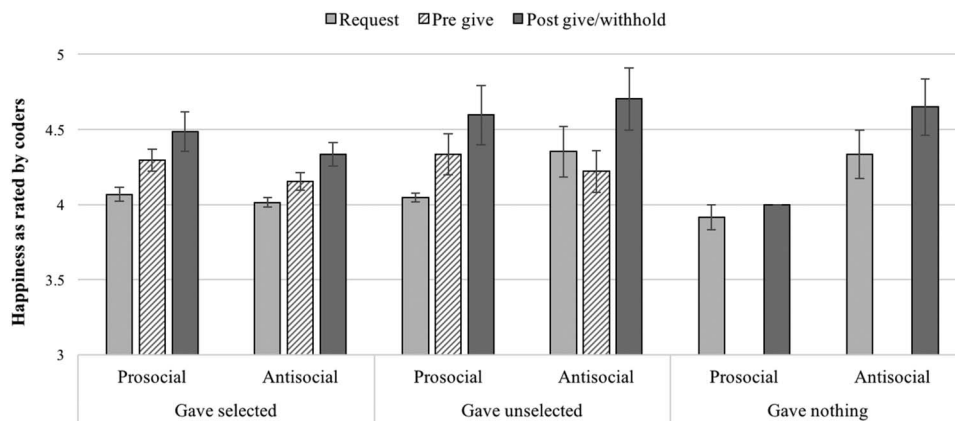 Request Pre give Post give/withhold
Happiness as rated by coders
5
4.5
4
3.5
3
Prosocial Antisocial Prosocial Antisocial Prosocial Antisocial
Gave selected Gave unselected Gave nothing